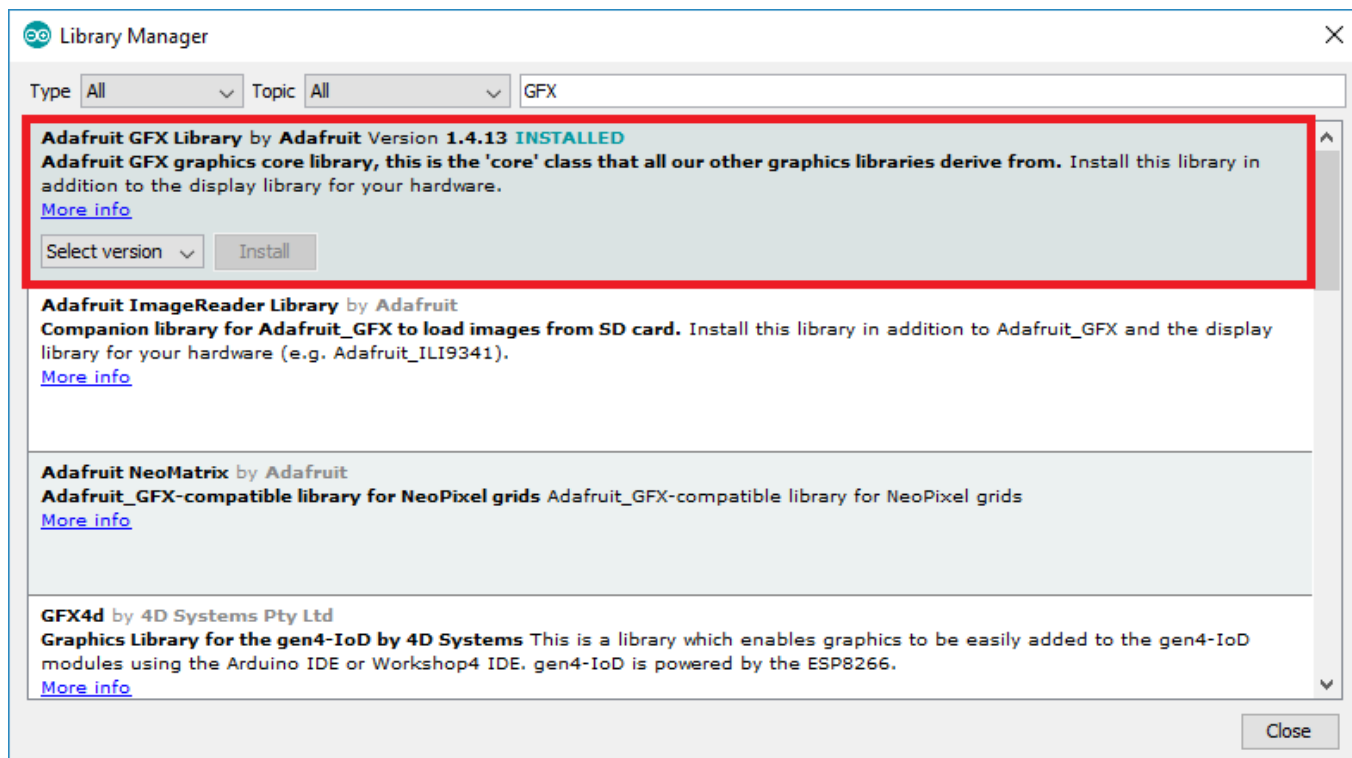 Library Manager
Type All Topic All GFX
Adafruit GFX Library by Adafruit Version 1.4.13 INSTALLED
Adafruit GFX graphics core library, this is the 'core' class that all our other graphics libraries derive from. Install this library in
addition to the display library for your hardware.
More info
Select version Install
Adafruit ImageReader Library by Adafruit
Companion library for Adafruit_GFX to load images from SD card. Install this library in addition to Adafruit_GFX and the display
library for your hardware (e.g. Adafruit_ILI9341).
More info
Adafruit NeoMatrix by Adafruit
Adafruit_GFX-compatible library for NeoPixel grids Adafruit_GFX-compatible library for NeoPixel grids
More info
GFX4d by 4D Systems Pty Ltd
Graphics Library for the gen4-IoD by 4D Systems This is a library which enables graphics to be easily added to the gen4-IoD
modules using the Arduino IDE or Workshop4 IDE. gen4-IoD is powered by the ESP8266.
More info
Close